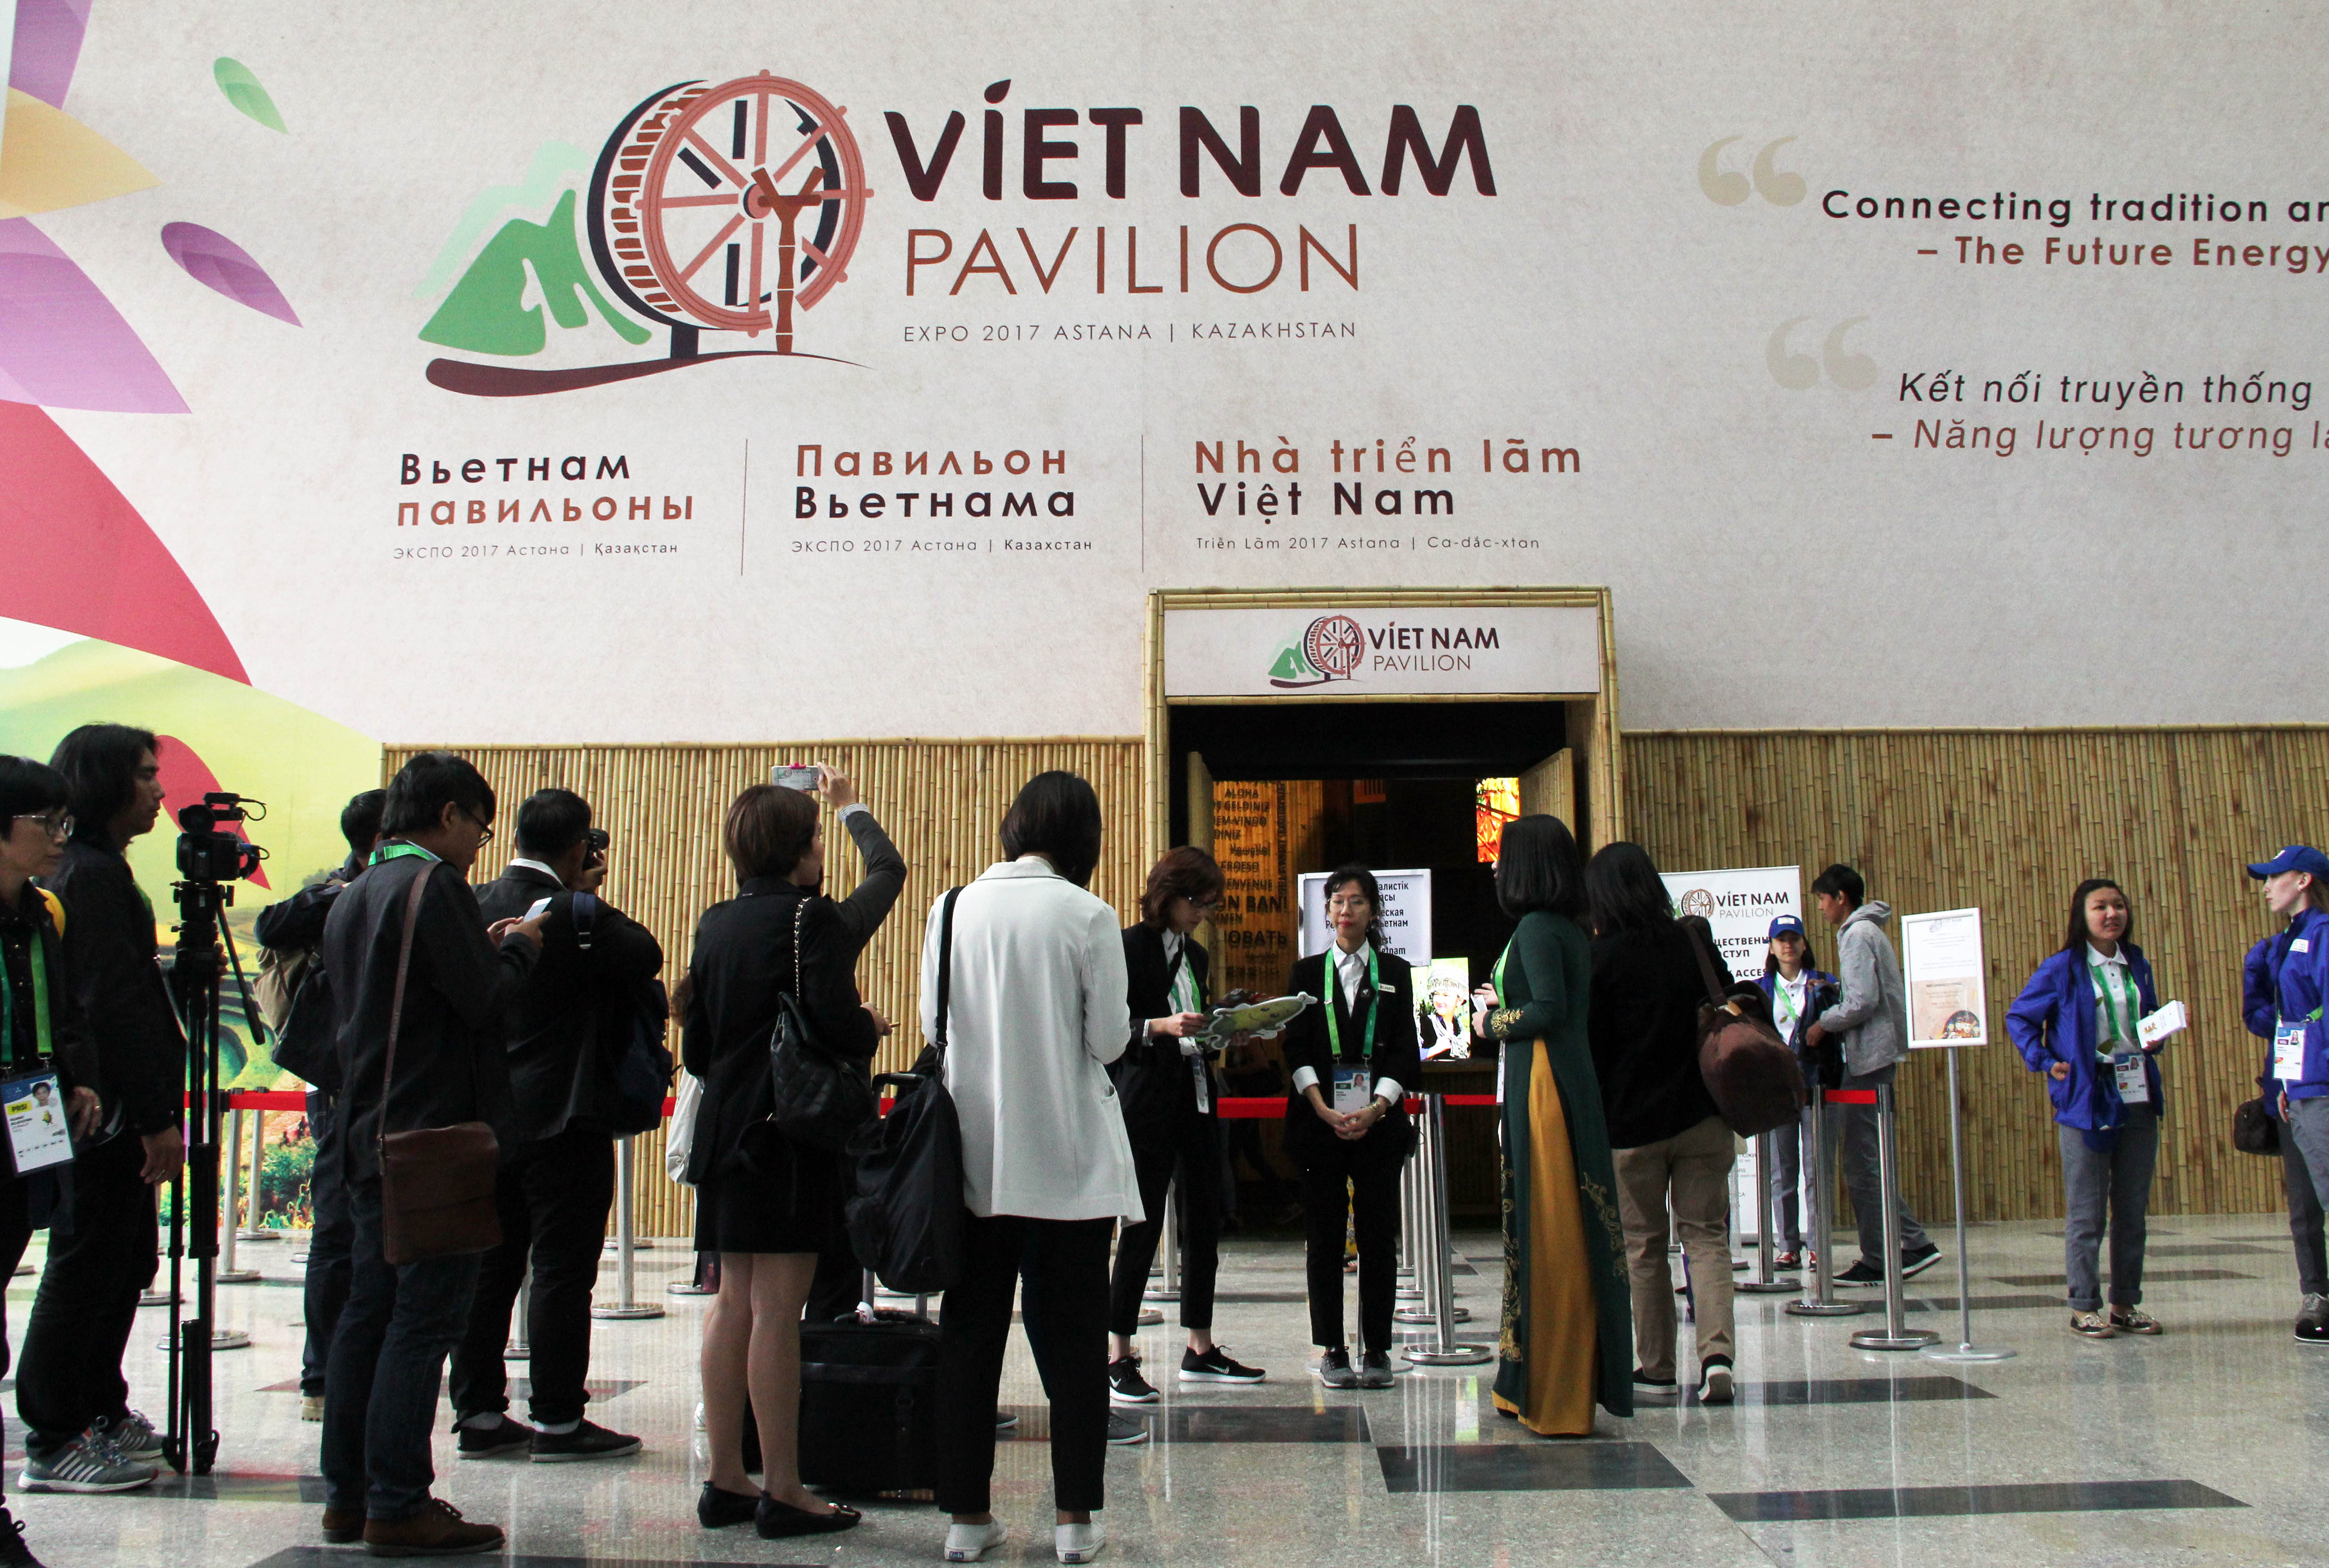 VIET NAM
PAVILION
EXPO 2017 ASTANA | KAZAKHSTAN
Connecting tradition
– The Future Energy
Kết nối truyền thống
– Năng lượng tương
Вьетнам
павильоны
ЭКСПО 2017 Астана | Қазақстан
Павильон
Вьетнама
ЭКСПО 2017 Астана | Казахстан
Nhà triển lãm
Việt Nam
Triển Lãm 2017 Astana | Ca-dắc-xtan
VIET NAM
PAVILION
ALOHA
VIET NAM
PAVILION